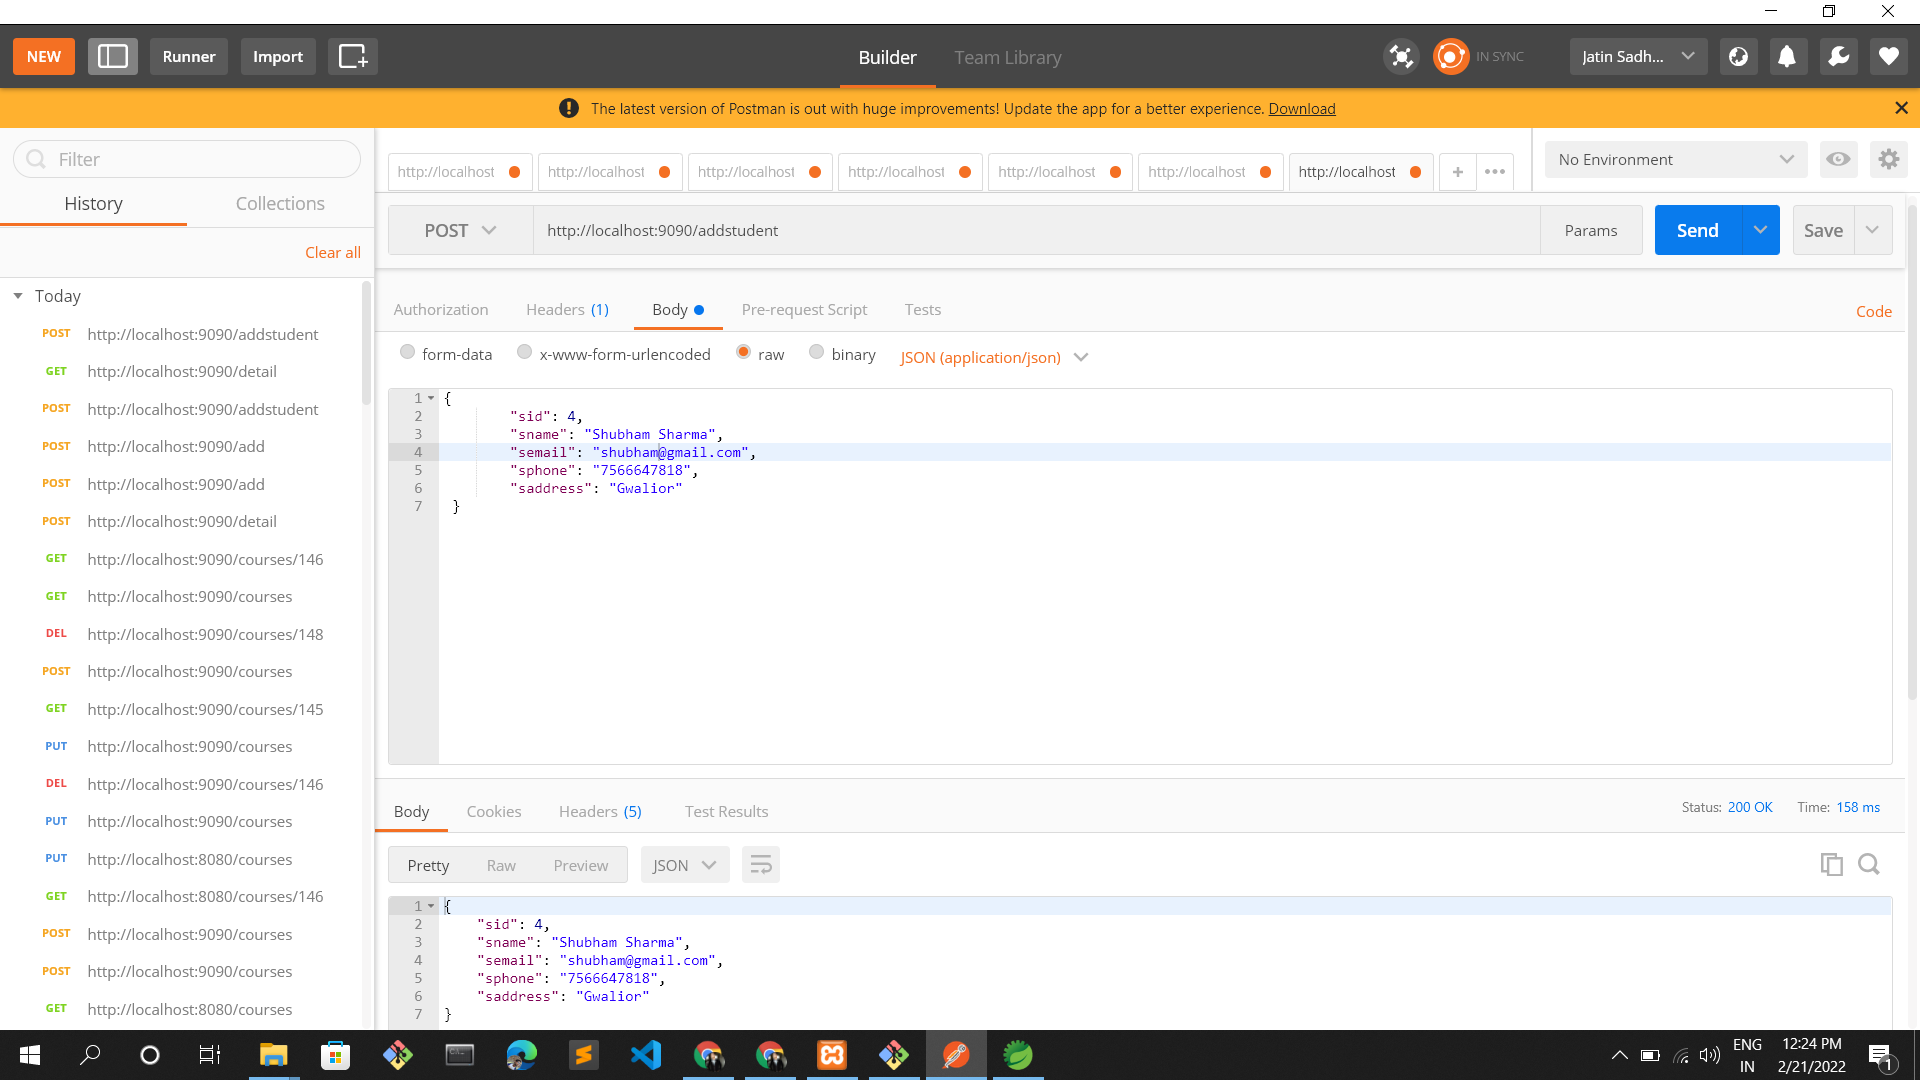 NEW
Runner
Import
Builder
Team Library
IN SYNC
Jatin Sadh...
The latest version of Postman is out with huge improvements! Update the app for a better experience. Download
Filter
History
Collections
Clear all
Today
POST http://localhost:9090/addstudent
GET http://localhost:9090/detail
POST http://localhost:9090/addstudent
POST http://localhost:9090/add
POST http://localhost:9090/add
POST http://localhost:9090/detail
GET http://localhost:9090/courses/146
GET http://localhost:9090/courses
DEL http://localhost:9090/courses/148
POST http://localhost:9090/courses
GET http://localhost:9090/courses/145
PUT http://localhost:9090/courses
DEL http://localhost:9090/courses/146
PUT http://localhost:9090/courses
PUT http://localhost:8080/courses
GET http://localhost:8080/courses/146
POST http://localhost:9090/courses
POST http://localhost:9090/courses
GET http://localhost:8080/courses
http://localhost
http://localhost
http://localhost
http://localhost
http://localhost
http://localhost
http://localhost
No Environment
POST
http://localhost:9090/addstudent
Params
Send
Save
Authorization
Headers (1)
Body
Pre-request Script
Tests
Code
form-data
x-www-form-urlencoded
raw
binary
JSON (application/json)
1 {
2 "sid": 4,
3 "sname": "Shubham Sharma",
4 "semail": "shubham@gmail.com",
5 "sphone": "7566647818",
6 "saddress": "Gwalior"
7 }
Body
Cookies
Headers (5)
Test Results
Status: 200 OK
Time: 158 ms
Pretty
Raw
Preview
JSON
1 {
2 "sid": 4,
3 "sname": "Shubham Sharma",
4 "semail": "shubham@gmail.com",
5 "sphone": "7566647818",
6 "saddress": "Gwalior"
7 }
ENG
IN
12:24 PM
2/21/2022
1